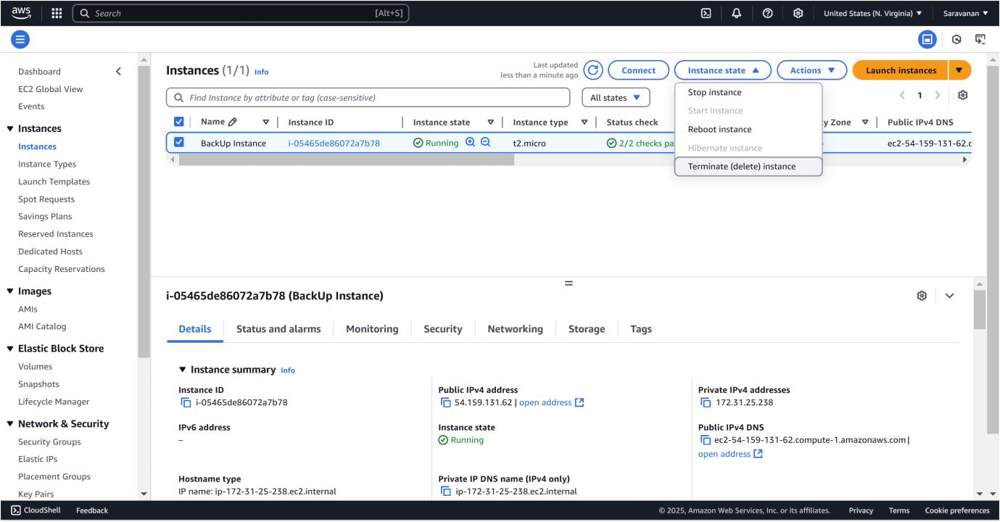 aws
Search [Alt+S]
United States (N. Virginia)
Saravanan
Dashboard
EC2 Global View
Events
Instances
Instances
Instance Types
Launch Templates
Spot Requests
Savings Plans
Reserved Instances
Dedicated Hosts
Capacity Reservations
Images
AMIs
AMI Catalog
Elastic Block Store
Volumes
Snapshots
Lifecycle Manager
Network & Security
Security Groups
Elastic IPs
Placement Groups
Key Pairs
Instances (1/1) Info
Last updated
less than a minute ago
Connect
Instance state
Actions
Launch instances
Find Instance by attribute or tag (case-sensitive)
All states
1
Stop instance
Start instance
Reboot instance
Hibernate instance
Terminate (delete) instance
Name Instance ID Instance state Instance type Status check y Zone Public IPv4 DNS
BackUp Instance i-05465de86072a7b78 Running t2.micro 2/2 checks pa ec2-54-159-131-62.c
i-05465de86072a7b78 (BackUp Instance)
Details Status and alarms Monitoring Security Networking Storage Tags
Instance summary Info
Instance ID
i-05465de86072a7b78
Public IPv4 address
54.159.131.62 | open address
Private IPv4 addresses
172.31.25.238
IPv6 address
–
Instance state
Running
Public IPv4 DNS
ec2-54-159-131-62.compute-1.amazonaws.com |
open address
Hostname type
IP name: ip-172-31-25-238.ec2.internal
Private IP DNS name (IPv4 only)
ip-172-31-25-238.ec2.internal
CloudShell Feedback
© 2025, Amazon Web Services, Inc. or its affiliates. Privacy Terms Cookie preferences